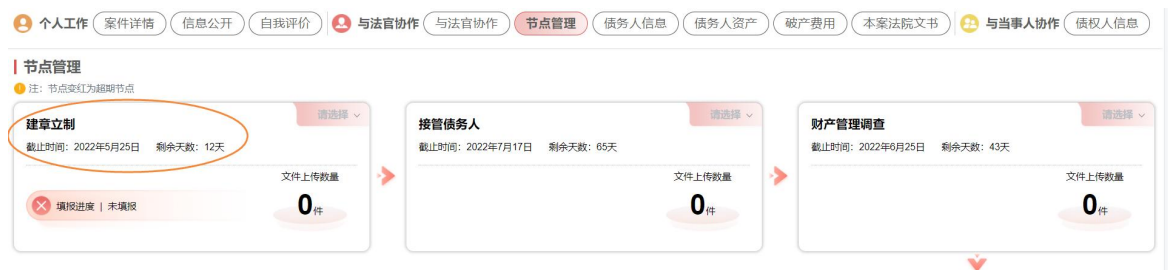 个人工作 案件详情 信息公开 自我评价 与法官协作 与法官协作 节点管理 债务人信息 债务人资产 破产费用 本案法院文书 与当事人协作 债权人信息
节点管理
注：节点变红为超期节点
请选择
建章立制
截止时间：2022年5月25日 剩余天数：12天
文件上传数量
填报进度 | 未填报
0件
请选择
接管债务人
截止时间：2022年7月17日 剩余天数：65天
文件上传数量
0件
请选择
财产管理调查
截止时间：2022年6月25日 剩余天数：43天
文件上传数量
0件